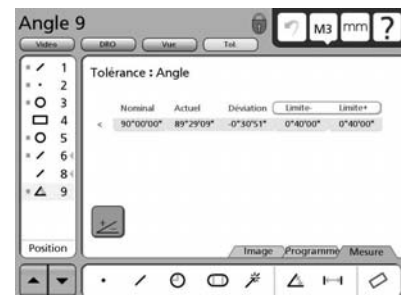 Angle 9
M3 mm ?
Vidéo DRO Vue Tol.
Tolérance : Angle
Nominal Actuel Déviation Limite- Limite+
< 90°00'00" 89°29'09" -0°30'51" 0°40'00" 0°40'00"
1
2
3
4
5
6
8
9
Position
Image Programme Mesure